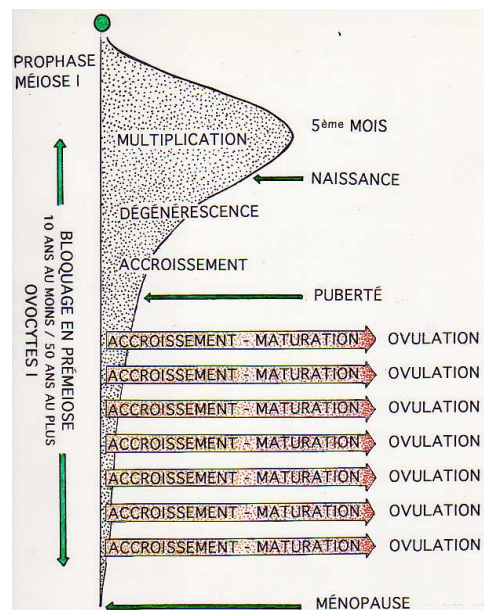 PROPHASE
MÉIOSE I
5ème MOIS
MULTIPLICATION
NAISSANCE
DÉGÉNÉRESCENCE
ACCROISSEMENT
PUBERTÉ
BLOQUAGE EN PRÉMEIOSE
10 ANS AU MOINS / 50 ANS AU PLUS
OVOCYTES I
ACCROISSEMENT - MATURATION OVULATION
ACCROISSEMENT - MATURATION OVULATION
ACCROISSEMENT - MATURATION OVULATION
ACCROISSEMENT - MATURATION OVULATION
ACCROISSEMENT - MATURATION OVULATION
ACCROISSEMENT - MATURATION OVULATION
ACCROISSEMENT - MATURATION OVULATION
MÉNOPAUSE